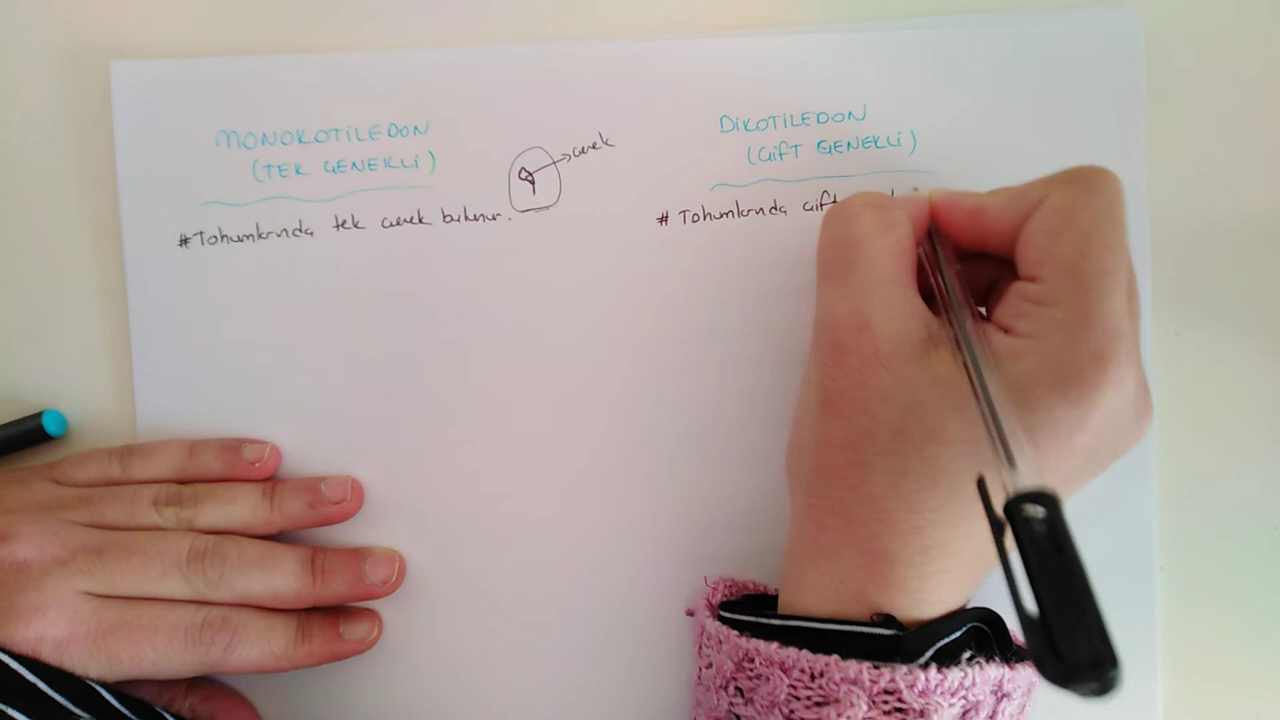 MONOKOTİLEDON
(TEK ÇENEKLİ)
#Tohumlarında tek çenek bulunur.
çenek
DİKOTİLEDON
(ÇİFT ÇENEKLİ)
# Tohumlarında çift